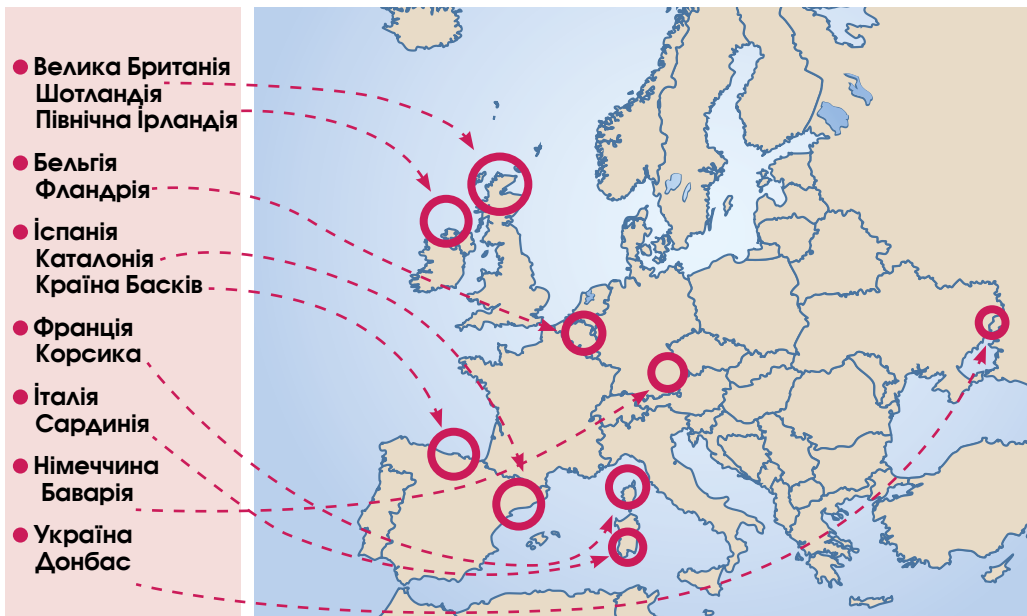 Велика Британія
Шотландія
Північна Ірландія
Бельгія
Фландрія
Іспанія
Каталонія
Країна Басків
Франція
Корсика
Італія
Сардинія
Німеччина
Баварія
Україна
Донбас